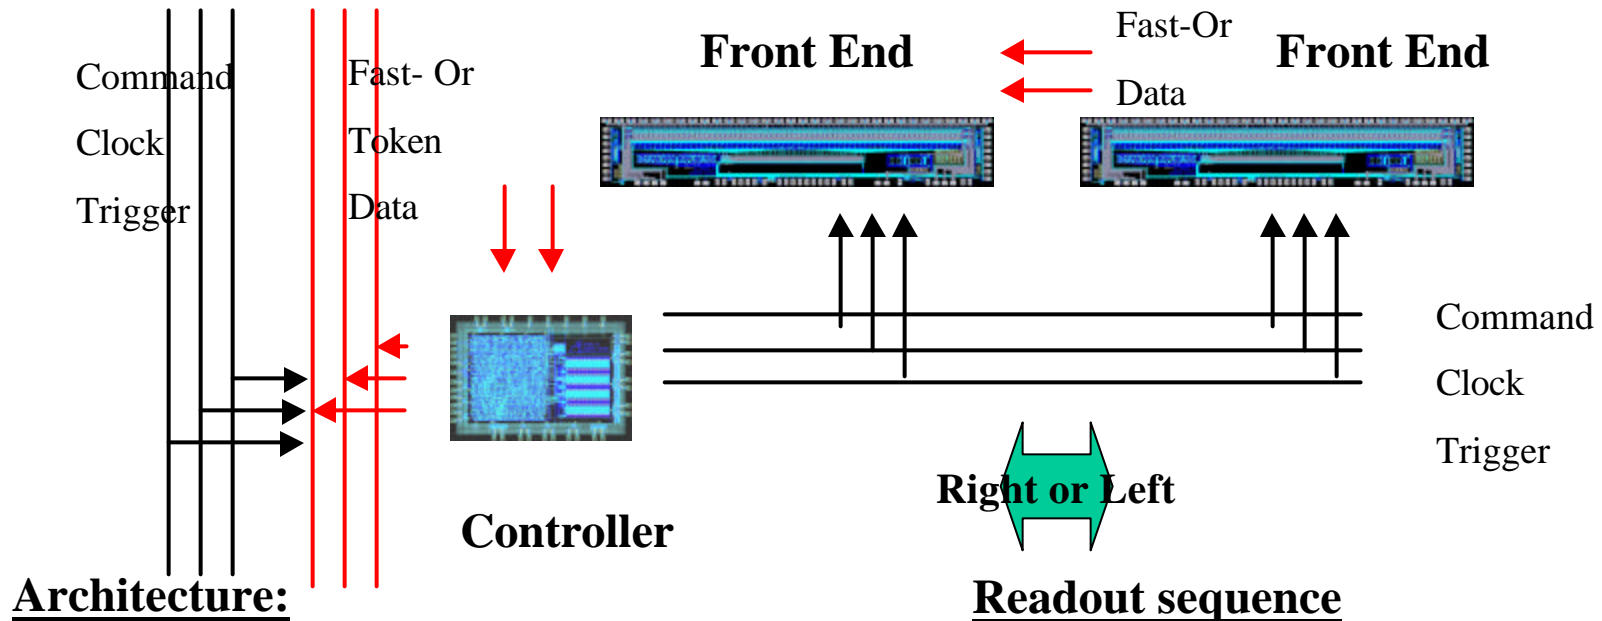 Command
Clock
Trigger
Fast- Or
Token
Data
Front End
Fast-Or
Data
Front End
Command
Clock
Trigger
Right or Left
Controller
Architecture:
Readout sequence